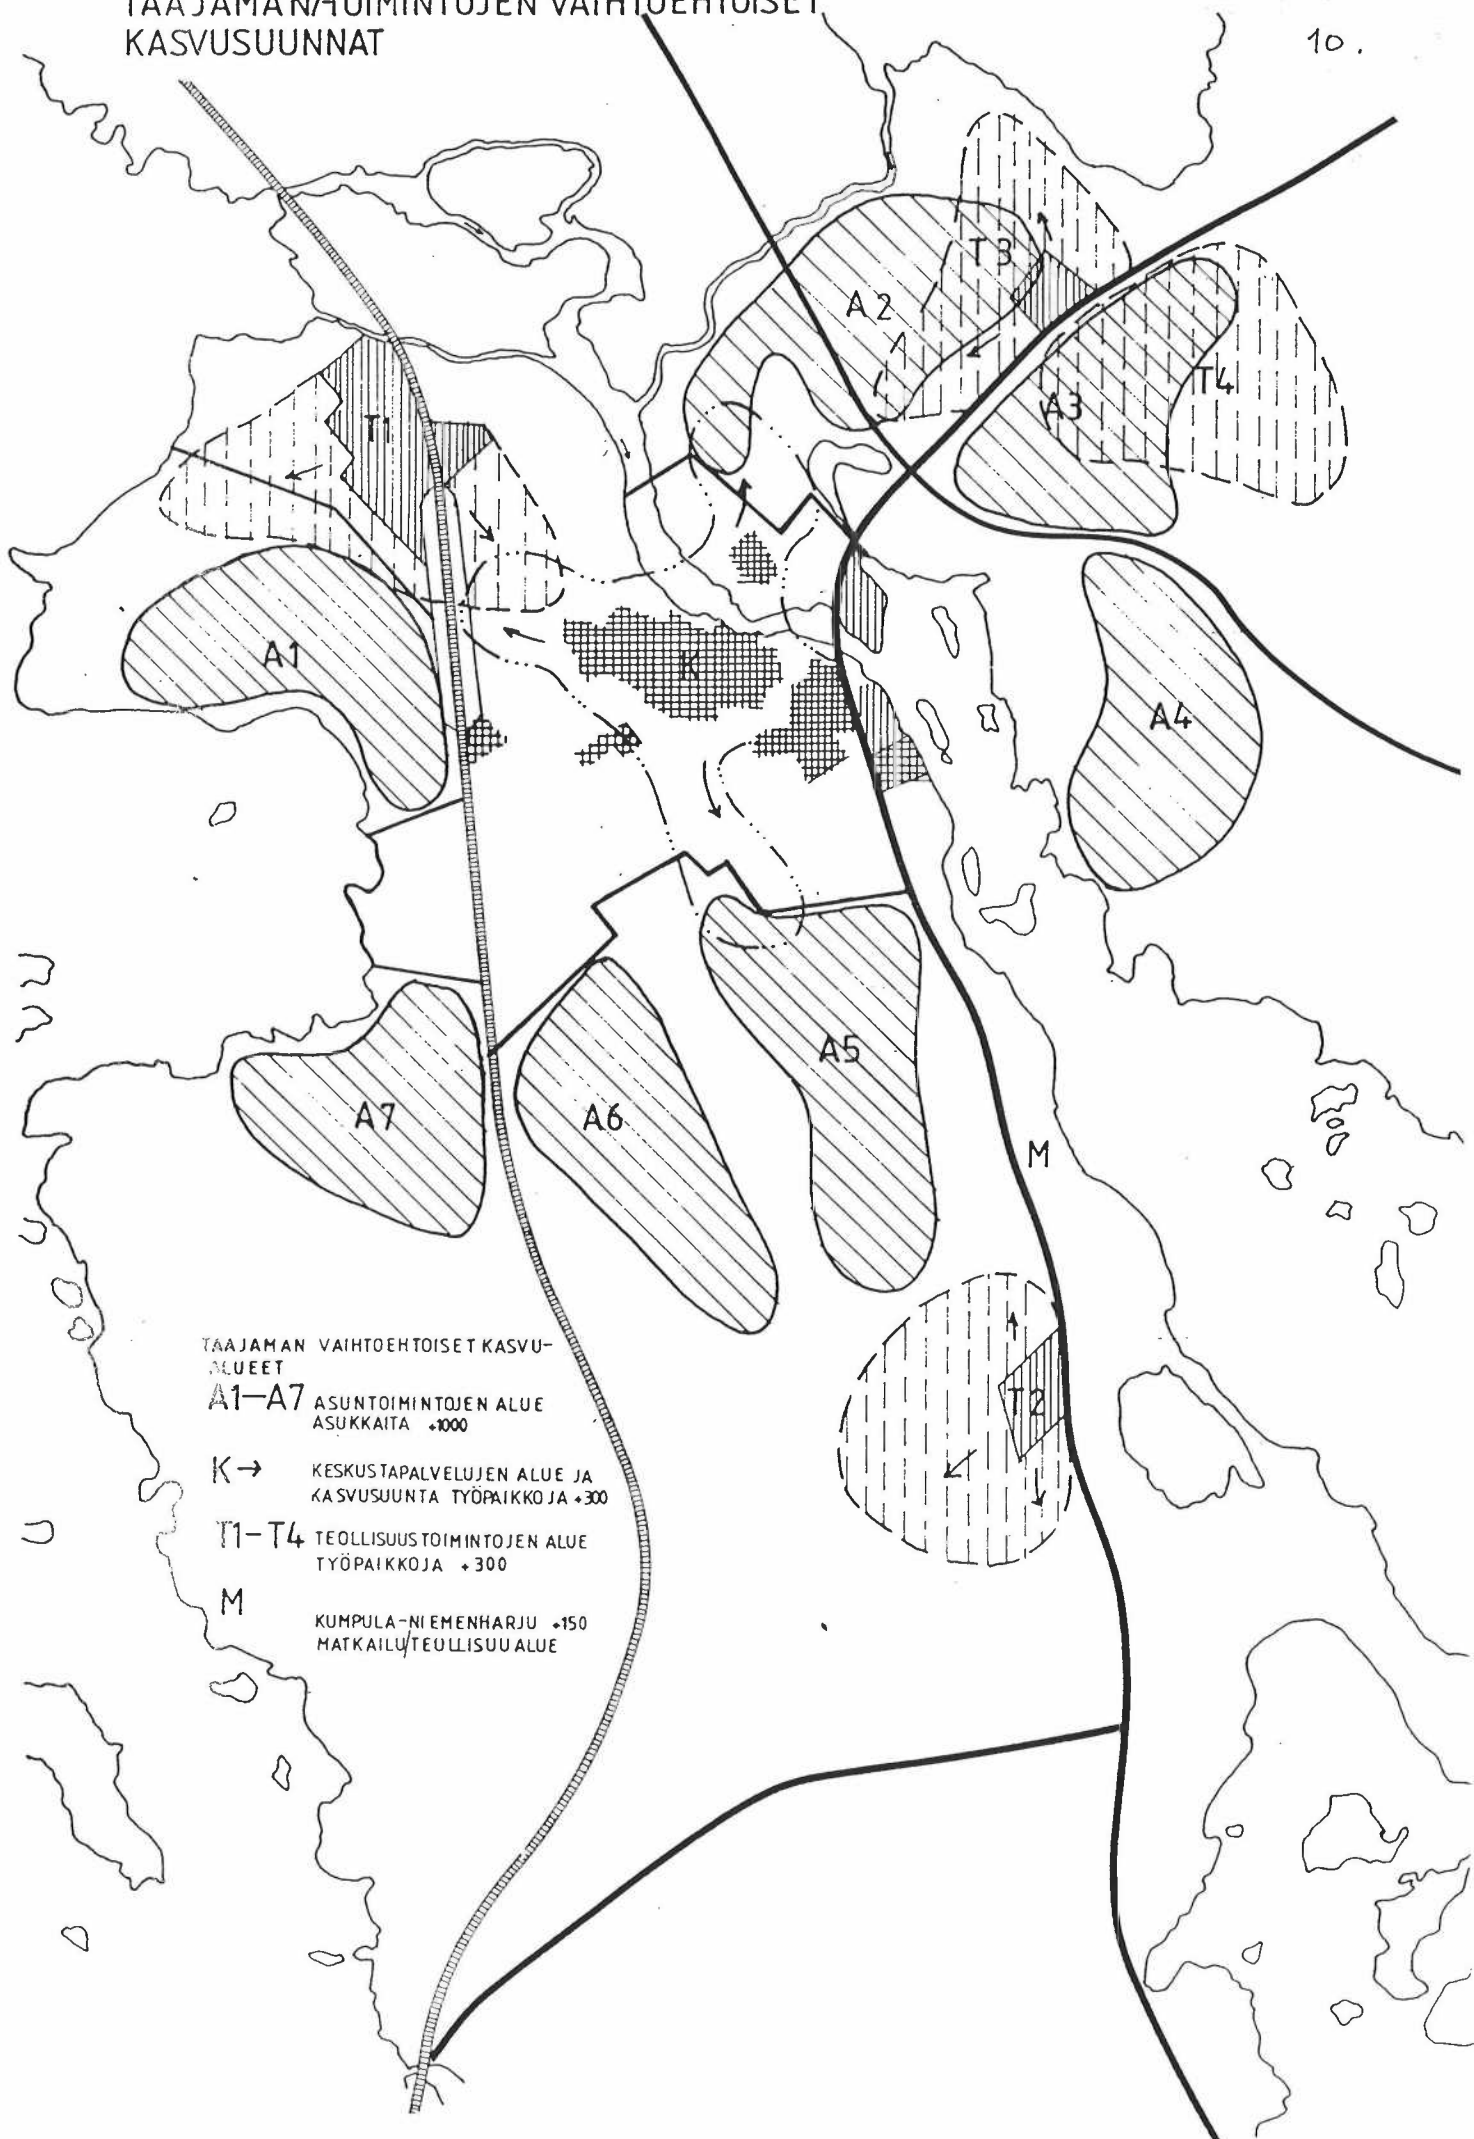 TAAJAMAN/TOIMINTOJEN VAIHTOEHTOISET
KASVUSUUNNAT
10.
T3
A2
T4
A3
T1
A1
K
A4
A5
A7
A6
M
T2
TAAJAMAN VAIHTOEHTOISET KASVU-
ALUEET
A1—A7 ASUNTOIMINTOJEN ALUE
ASUKKAITA +1000
K→ KESKUSTAPALVELUJEN ALUE JA
KASVUSUUNTA TYÖPAIKKOJA +300
T1-T4 TEOLLISUUSTOIMINTOJEN ALUE
TYÖPAIKKOJA +300
M
KUMPULA-NIEMENHARJU +150
MATKAILU/TEOLLISUUALUE